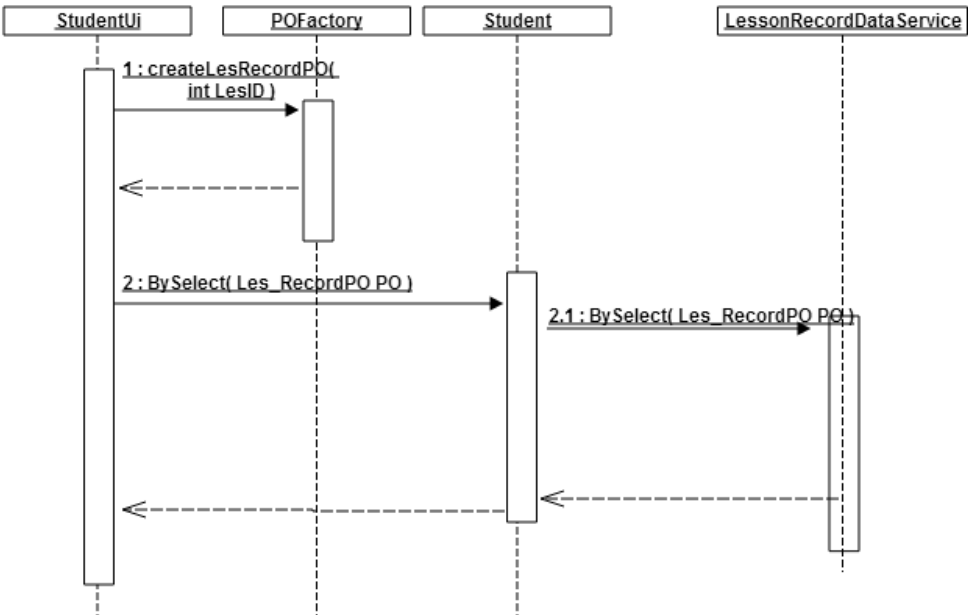 StudentUi
POFactory
Student
LessonRecordDataService
1 : createLesRecordPO(
int LesID )
2 : BySelect( Les_RecordPO PO )
2.1 : BySelect( Les_RecordPO PO )